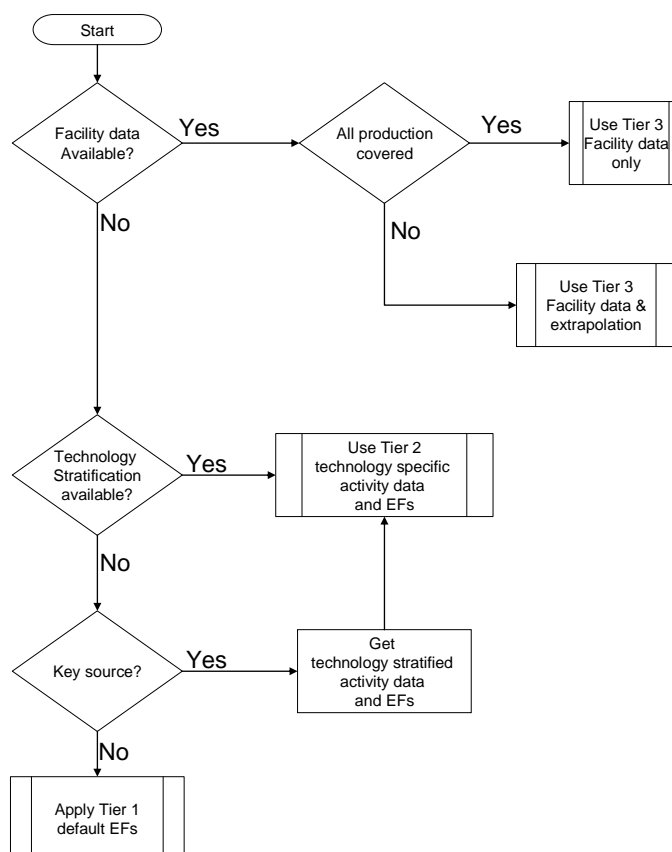 Start
Facility data
Available?
Yes
All production
covered
Yes
Use Tier 3
Facility data
only
No
No
Use Tier 3
Facility data &
extrapolation
Technology
Stratification
available?
Yes
Use Tier 2
technology specific
activity data
and EFs
No
Key source?
Yes
Get
technology stratified
activity data
and EFs
No
Apply Tier 1
default EFs